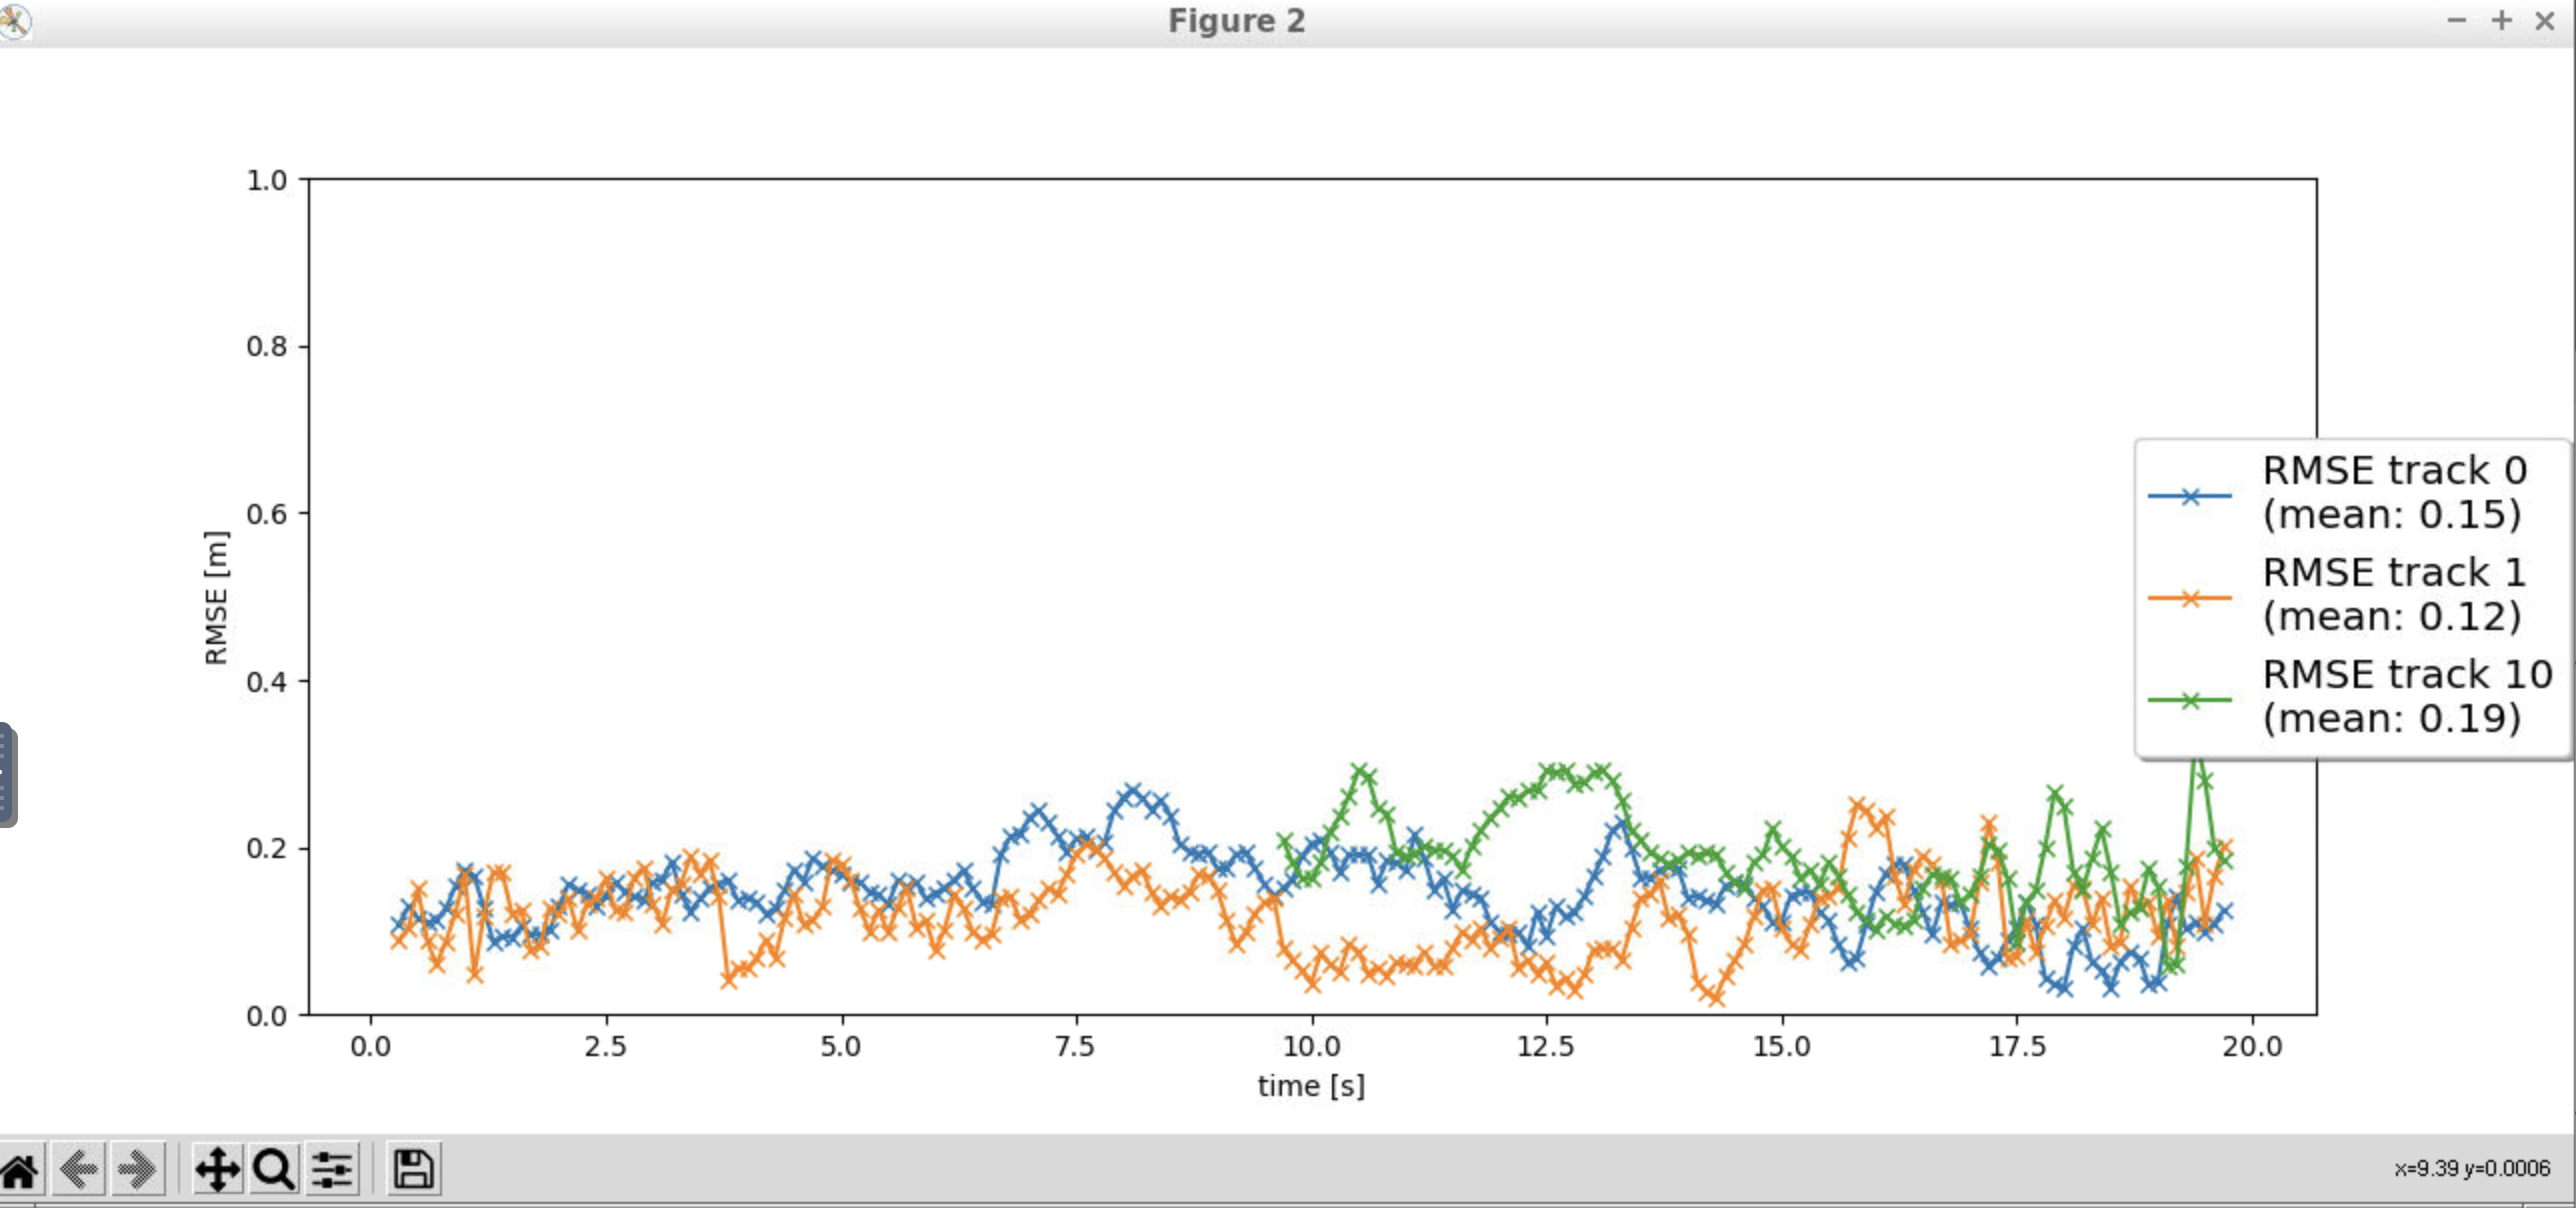 Figure 2
1.0
0.8
0.6
0.4
0.2
0.0
RMSE [m]
0.0 2.5 5.0 7.5 10.0 12.5 15.0 17.5 20.0
time [s]
RMSE track 0
(mean: 0.15)
RMSE track 1
(mean: 0.12)
RMSE track 10
(mean: 0.19)
x=9.39 y=0.0006